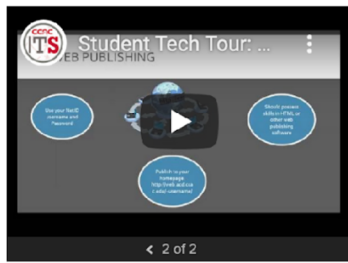 ccnc
ITS
Student Tech Tour: ...
WEB PUBLISHING
Use your NetID
username and
Password
Should possess
skills in HTML or
other web
publishing
software
Publish to your
homepage
2 of 2